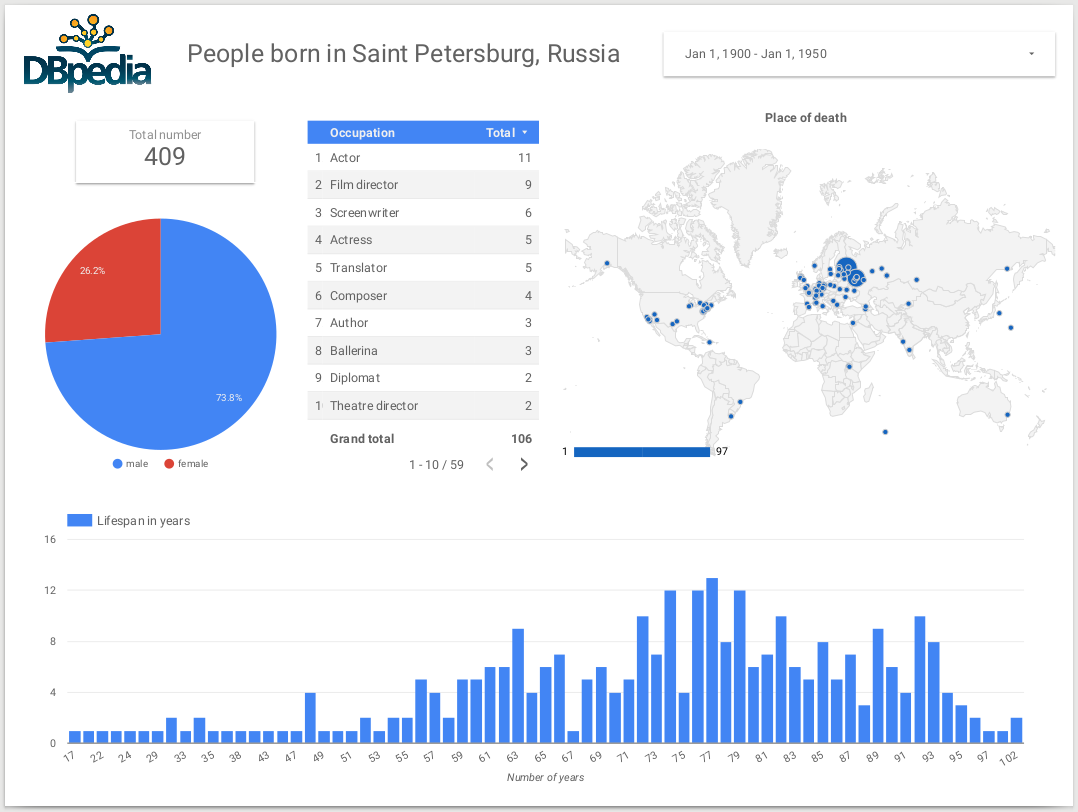 DBpedia
People born in Saint Petersburg, Russia
Jan 1, 1900 - Jan 1, 1950
Total number
409
26.2%
73.8%
male female
Occupation Total
1 Actor 11
2 Film director 9
3 Screenwriter 6
4 Actress 5
5 Translator 5
6 Composer 4
7 Author 3
8 Ballerina 3
9 Diplomat 2
1 Theatre director 2
Grand total 106
1 - 10 / 59
Place of death
1 97
Lifespan in years
16
12
8
4
0
17 22 24 29 33 35 38 43 47 49 51 53 55 57 59 61 63 65 67 69 71 73 75 77 79 81 83 85 87 89 91 93 95 97 102
Number of years